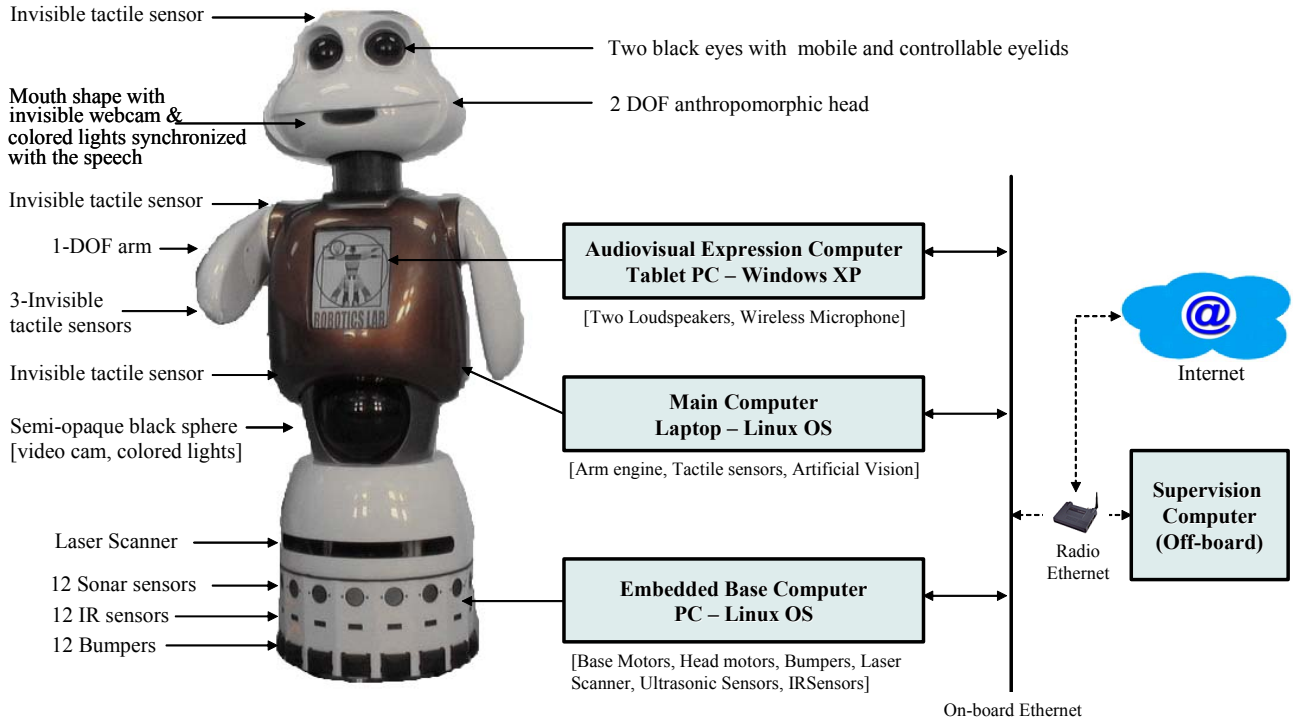 Invisible tactile sensor
Two black eyes with mobile and controllable eyelids
Mouth shape with
invisible webcam &
colored lights synchronized
with the speech
2 DOF anthropomorphic head
Invisible tactile sensor
1-DOF arm
3-Invisible
tactile sensors
Invisible tactile sensor
Semi-opaque black sphere
[video cam, colored lights]
Laser Scanner
12 Sonar sensors
12 IR sensors
12 Bumpers
ROBOTICS LAB
Audiovisual Expression Computer
Tablet PC – Windows XP
[Two Loudspeakers, Wireless Microphone]
Main Computer
Laptop – Linux OS
[Arm engine, Tactile sensors, Artificial Vision]
Embedded Base Computer
PC – Linux OS
[Base Motors, Head motors, Bumpers, Laser
Scanner, Ultrasonic Sensors, IRSensors]
On-board Ethernet
@
Internet
Radio
Ethernet
Supervision
Computer
(Off-board)